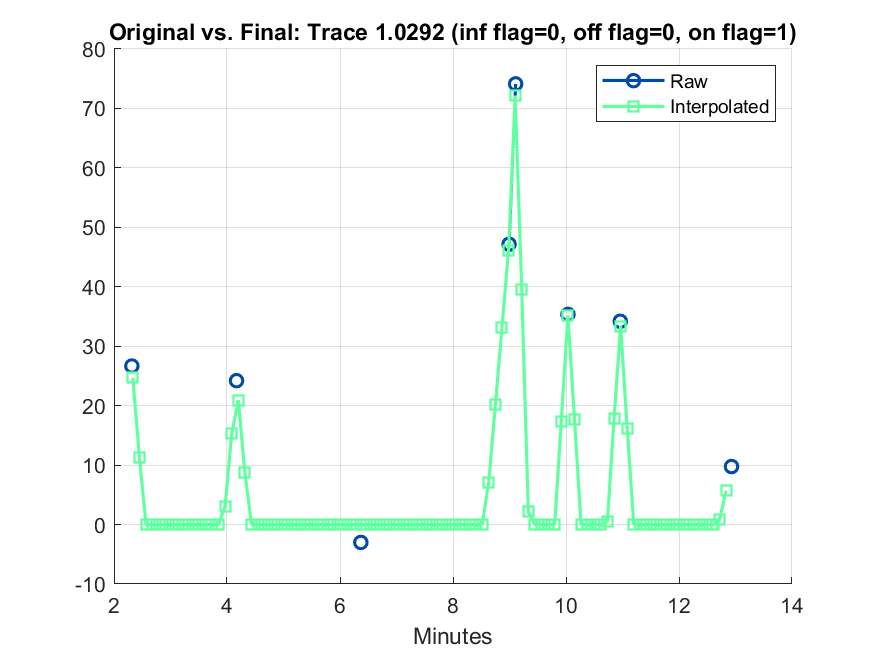 Original vs. Final: Trace 1.0292 (inf flag=0, off flag=0, on flag=1)
80
70
60
50
40
30
20
10
0
-10
Raw
Interpolated
2 4 6 8 10 12 14
Minutes